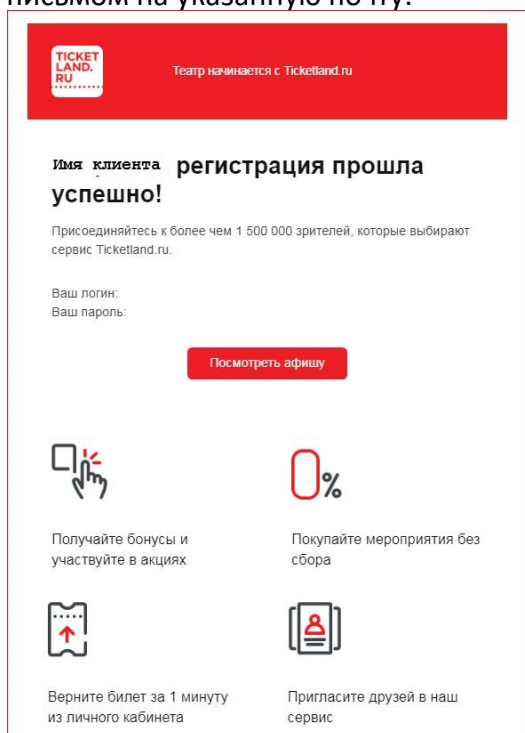 письмом на указанную почту.
TICKET
LAND.
RU
Театр начинается с Ticketland.ru
Имя клиента регистрация прошла
успешно!
Присоединяйтесь к более чем 1 500 000 зрителей, которые выбирают
сервис Ticketland.ru.
Ваш логин:
Ваш пароль:
Посмотреть афишу
%
Получайте бонусы и
участвуйте в акциях
Покупайте мероприятия без
сбора
Верните билет за 1 минуту
из личного кабинета
Пригласите друзей в наш
сервис